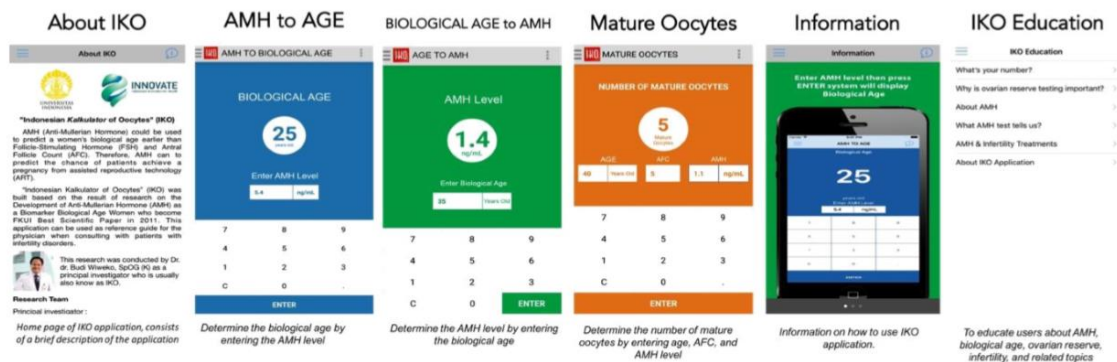 About IKO
About IKO
UNIVERSITAS
INDONESIA
INNOVATE
"Indonesian Kalkulator of Oocytes" (IKO)
AMH (Anti-Mullerian Hormone) could be used
to predict a women's biological age earlier than
Follicle-Stimulating Hormone (FSH) and Antral
Follicle Count (AFC). Therefore, AMH can to
predict the chance of patients achieve a
pregnancy from assisted reproductive technology
(ART).
"Indonesian Kalkulator of Oocytes" (IKO) was
built based on the result of research on the
Development of Anti-Mullerian Hormone (AMH) as
a Biomarker Biological Age Women who become
FKUI Best Scientific Paper in 2011. This
application can be used as reference guide for the
physician when consulting with patients with
infertility disorders.
This research was conducted by Dr.
dr. Budi Wiweko, SpOG (K) as a
principal investigator who is usually
also know as IKO.
Research Team
Principal investigator :
Home page of IKO application, consists
of a brief description of the application
AMH to AGE
IKO AMH TO BIOLOGICAL AGE
BIOLOGICAL AGE
25
years old
Enter AMH Level
5.4 ng/mL
7 8 9
4 5 6
1 2 3
C 0 .
ENTER
Determine the biological age by
entering the AMH level
BIOLOGICAL AGE to AMH
IKO AGE TO AMH
AMH Level
1.4
ng/mL
Enter Biological Age
35 Years Old
7 8 9
4 5 6
1 2 3
C 0 ENTER
Determine the AMH level by entering
the biological age
Mature Oocytes
IKO MATURE OOCYTES
NUMBER OF MATURE OOCYTES
5
Mature
Oocytes
AGE AFC AMH
40 Years Old 5 1.1 ng/mL
7 8 9
4 5 6
1 2 3
C 0 .
ENTER
Determine the number of mature
oocytes by entering age, AFC, and
AMH level
Information
Information
Enter AMH level then press
ENTER system will display
Biological Age
AMH TO AGE
Biological Age
25
Enter AMH Level
5.4 ng/mL
ENTER
Information on how to use IKO
application.
IKO Education
IKO Education
What's your number?
Why is ovarian reserve testing important?
About AMH
What AMH test tells us?
AMH & Infertility Treatments
About IKO Application
To educate users about AMH,
biological age, ovarian reserve,
infertility, and related topics